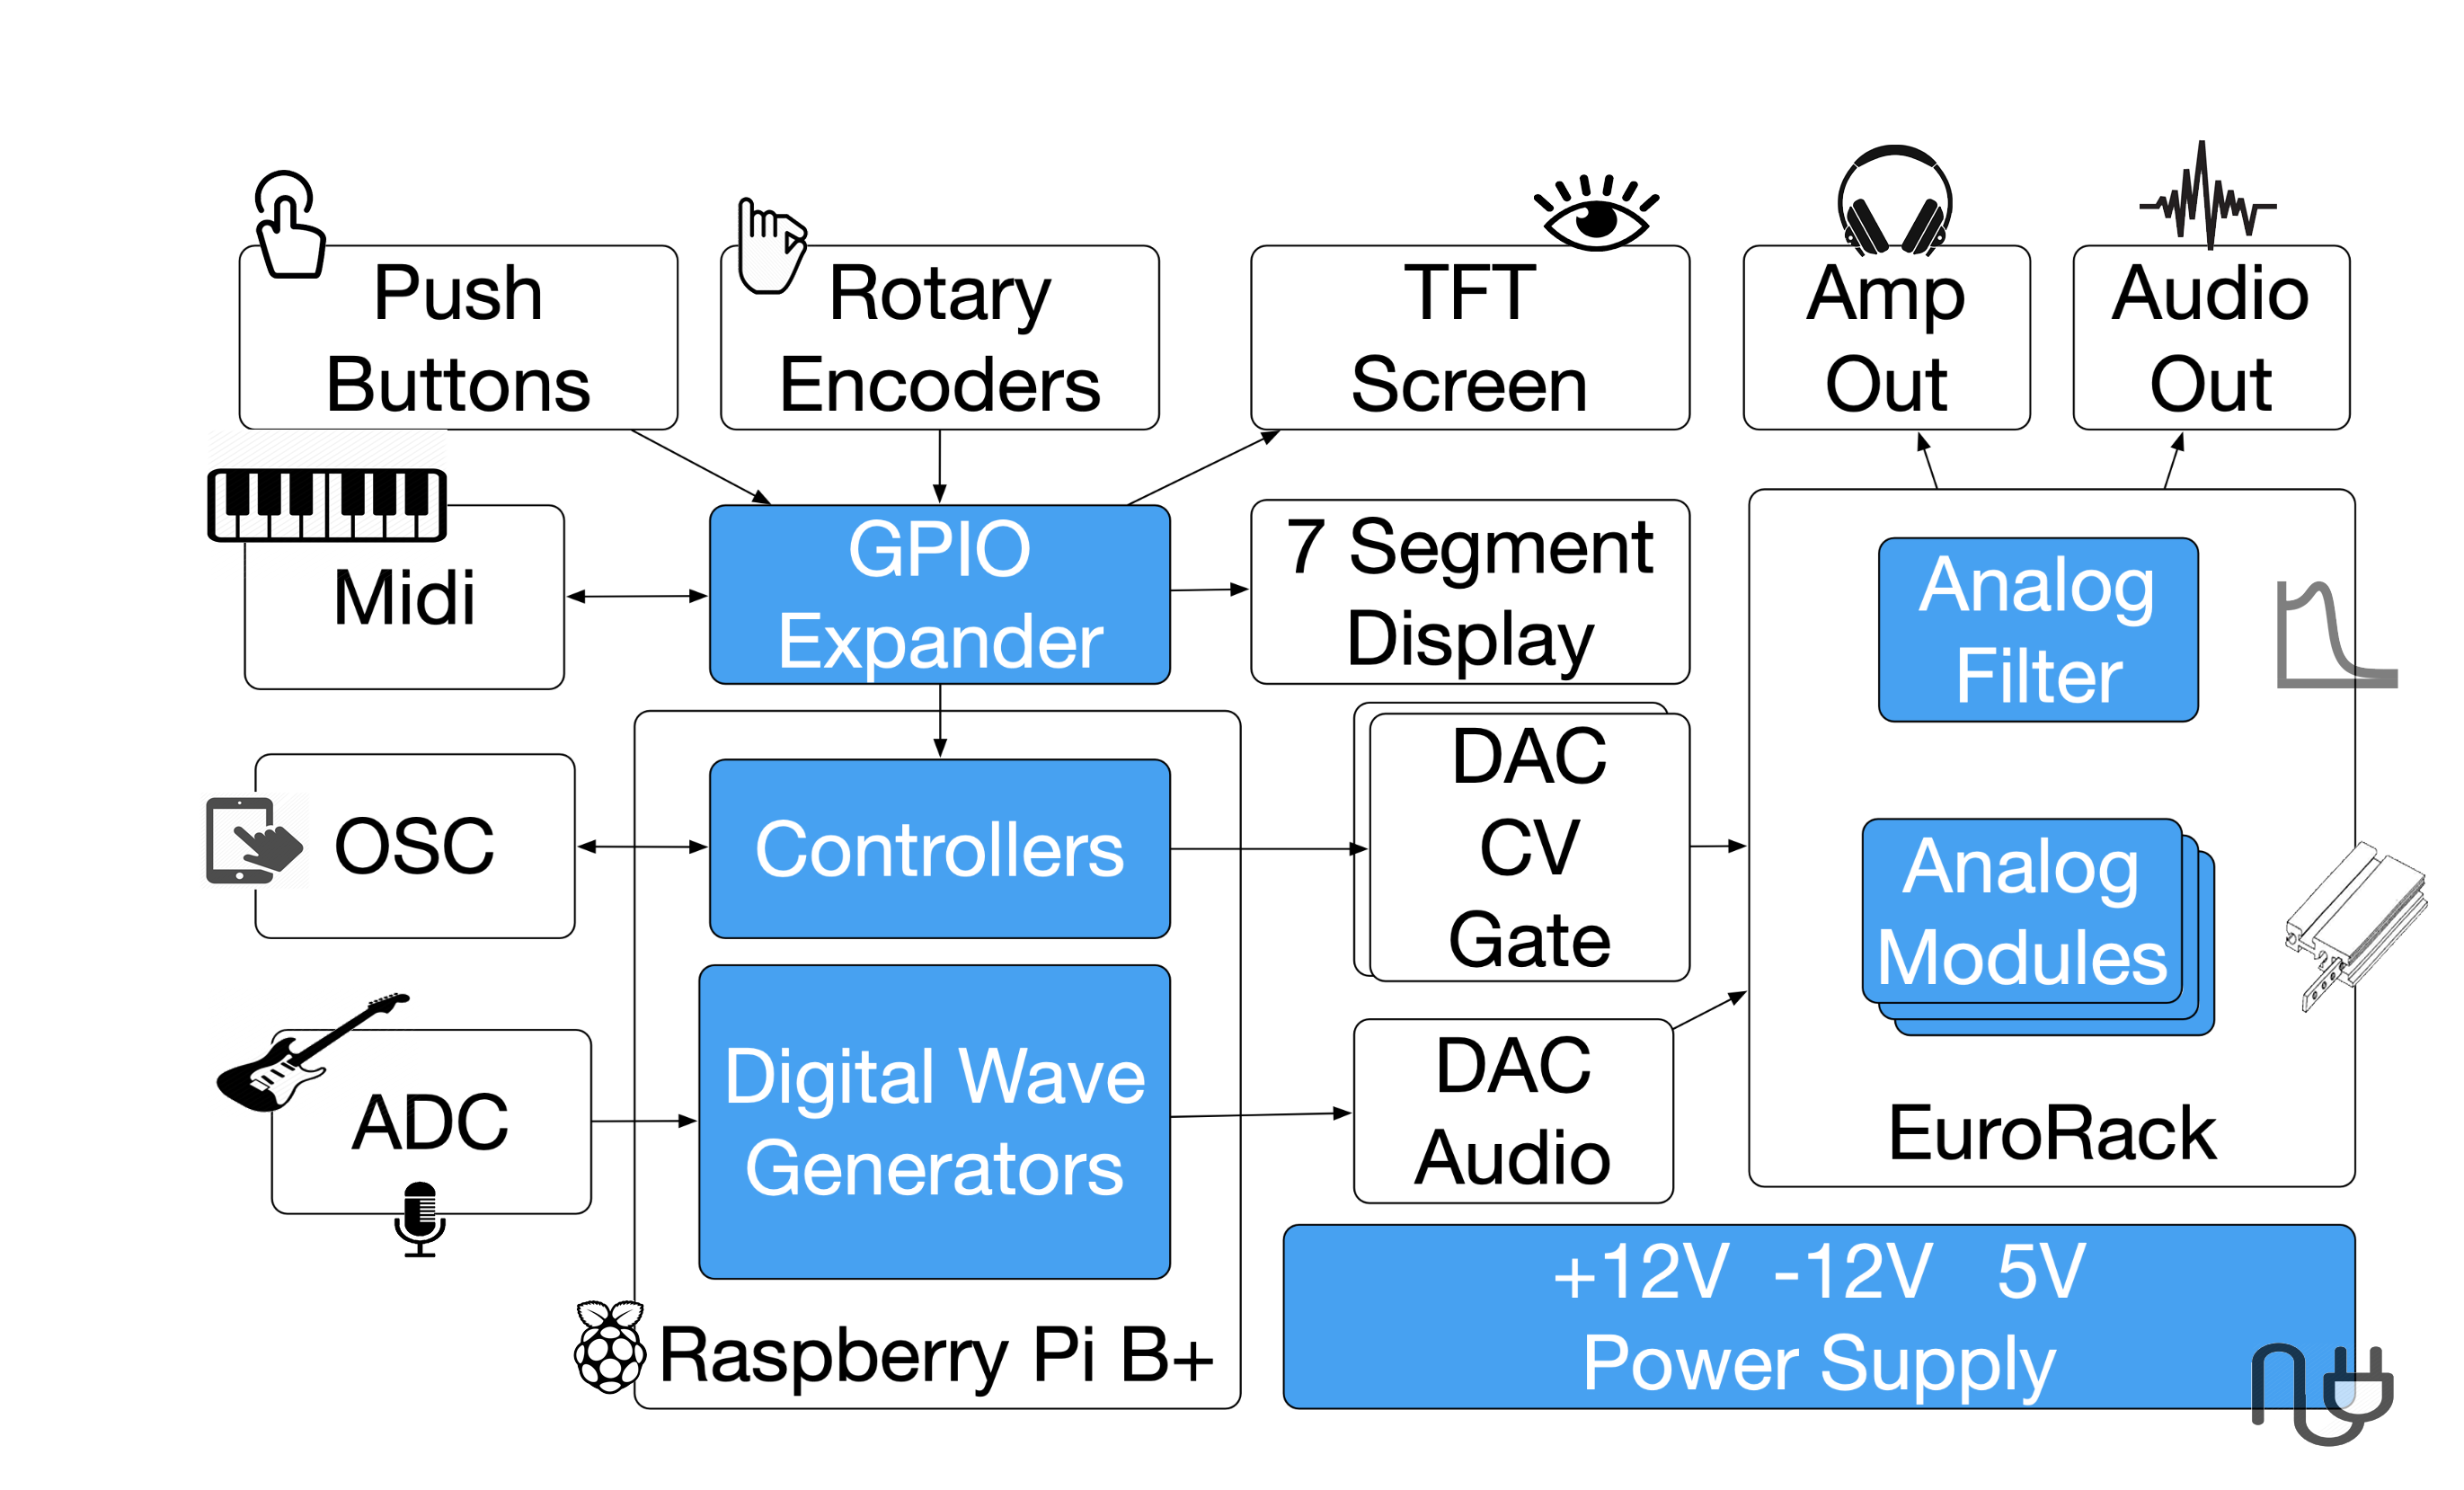 Push
Buttons
Rotary
Encoders
TFT
Screen
Amp
Out
Audio
Out
Midi
GPIO
Expander
7 Segment
Display
Analog
Filter
OSC
Controllers
DAC
CV
Gate
Analog
Modules
ADC
Digital Wave
Generators
DAC
Audio
EuroRack
Raspberry Pi B+
+12V -12V 5V
Power Supply